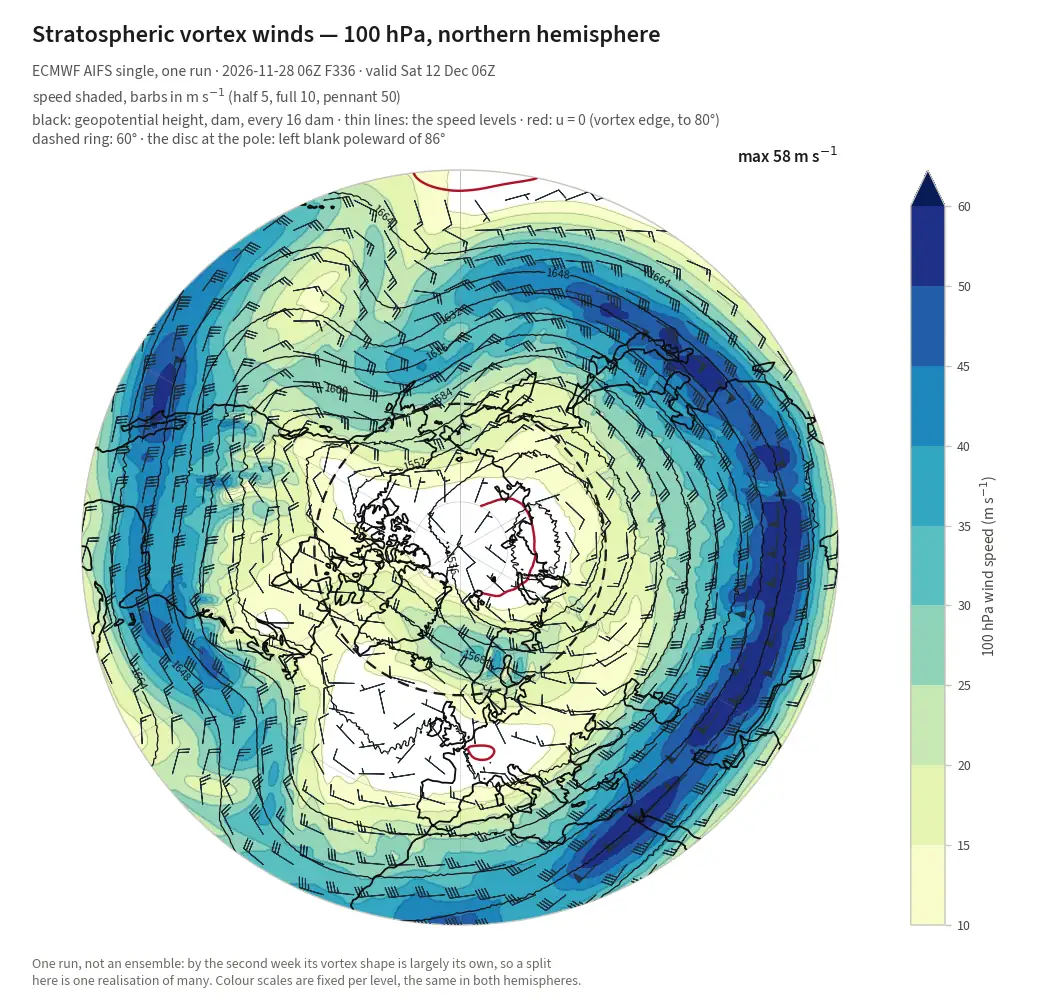 Stratospheric vortex winds — 100 hPa, northern hemisphere
ECMWF AIFS single, one run · 2026-11-28 06Z F336 · valid Sat 12 Dec 06Z
speed shaded, barbs in m s⁻¹ (half 5, full 10, pennant 50)
black: geopotential height, dam, every 16 dam · thin lines: the speed levels · red: u = 0 (vortex edge, to 80°)
dashed ring: 60° · the disc at the pole: left blank poleward of 86°
max 58 m s⁻¹
1664
1648
1664
1632
1616
1600
1584
1552
1568
1648
1664
60
50
45
40
35
30
25
20
15
10
100 hPa wind speed (m s⁻¹)
One run, not an ensemble: by the second week its vortex shape is largely its own, so a split
here is one realisation of many. Colour scales are fixed per level, the same in both hemispheres.